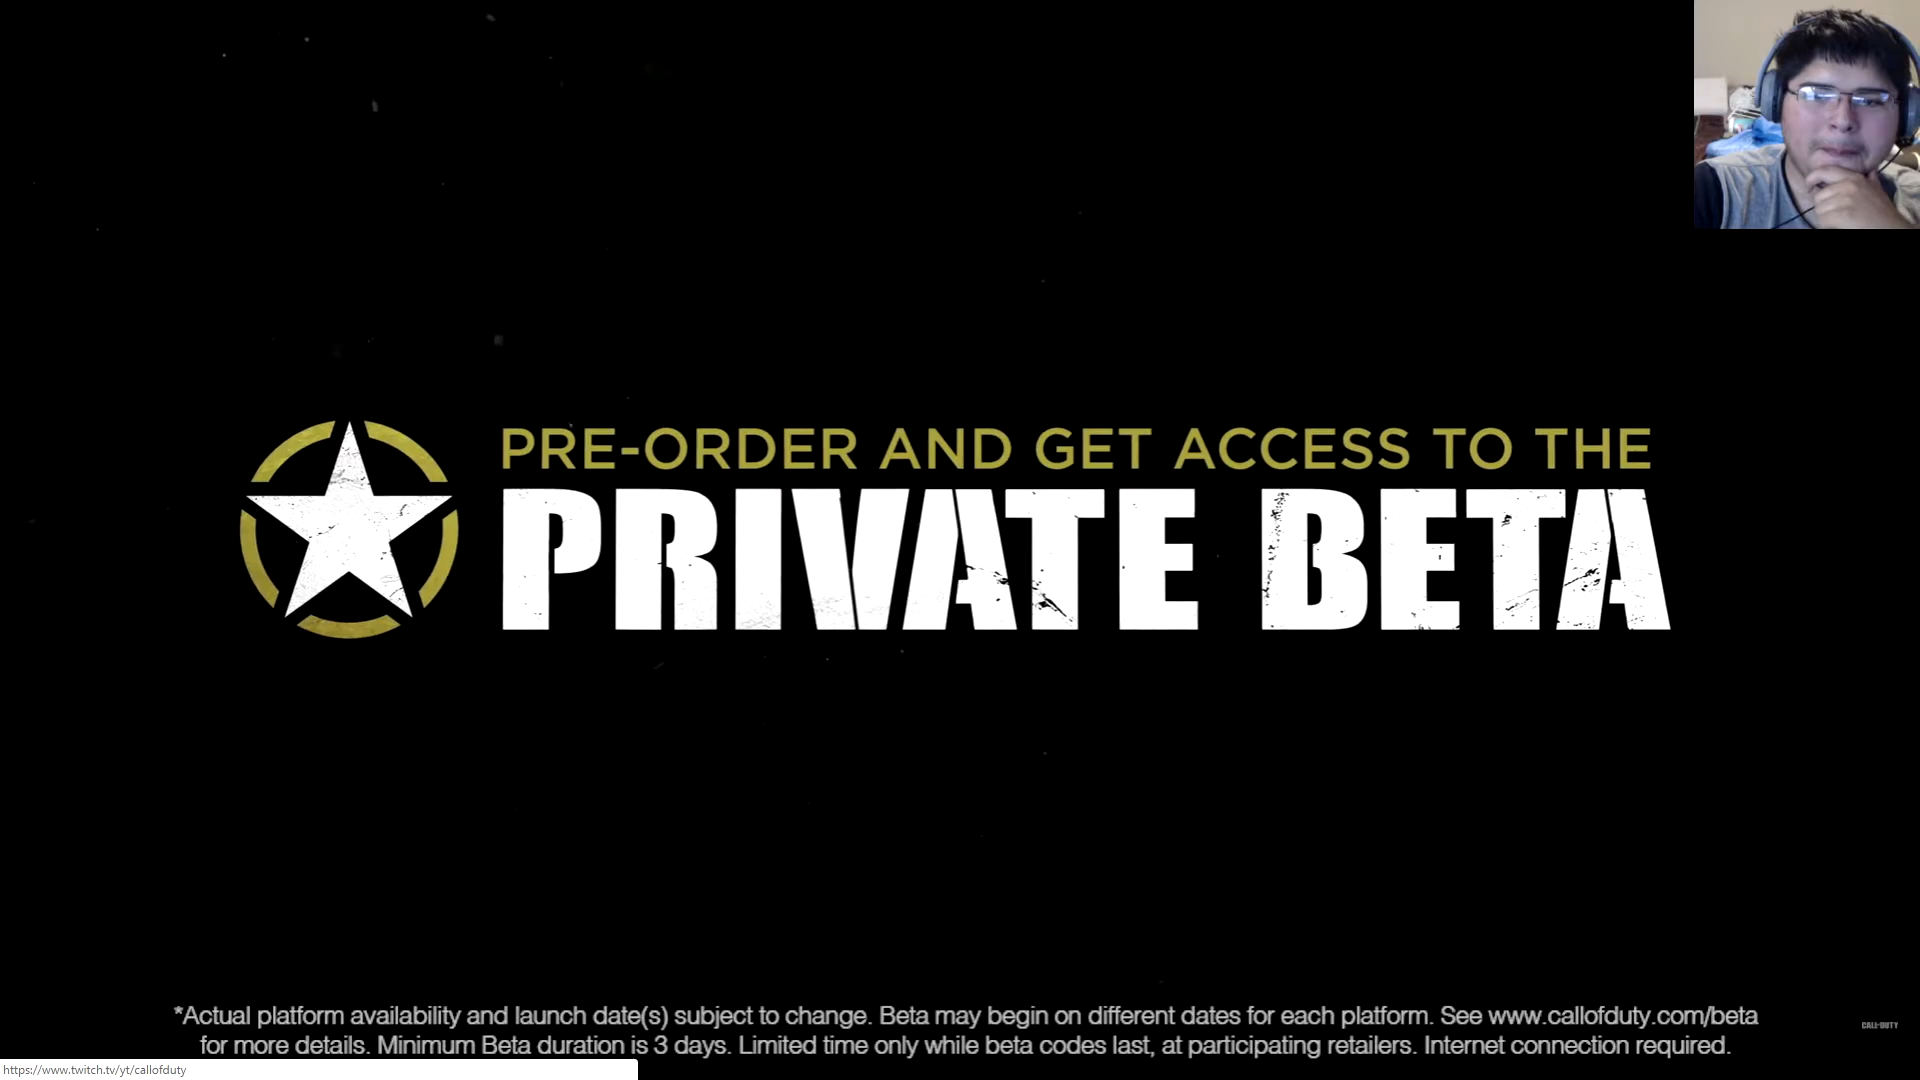 PRE-ORDER AND GET ACCESS TO THE
PRIVATE BETA
*Actual platform availability and launch date(s) subject to change. Beta may begin on different dates for each platform. See www.callofduty.com/beta
for more details. Minimum Beta duration is 3 days. Limited time only while beta codes last, at participating retailers. Internet connection required.
CALL OF DUTY
https://www.twitch.tv/yt/callofduty